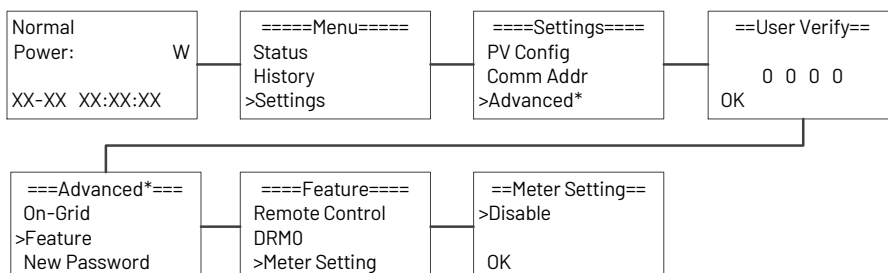 Normal
Power: W
XX-XX XX:XX:XX
=====Menu=====
Status
History
>Settings
====Settings====
PV Config
Comm Addr
>Advanced*
==User Verify==
0 0 0 0
OK
===Advanced*===
On-Grid
>Feature
New Password
====Feature====
Remote Control
DRM0
>Meter Setting
==Meter Setting==
>Disable
OK